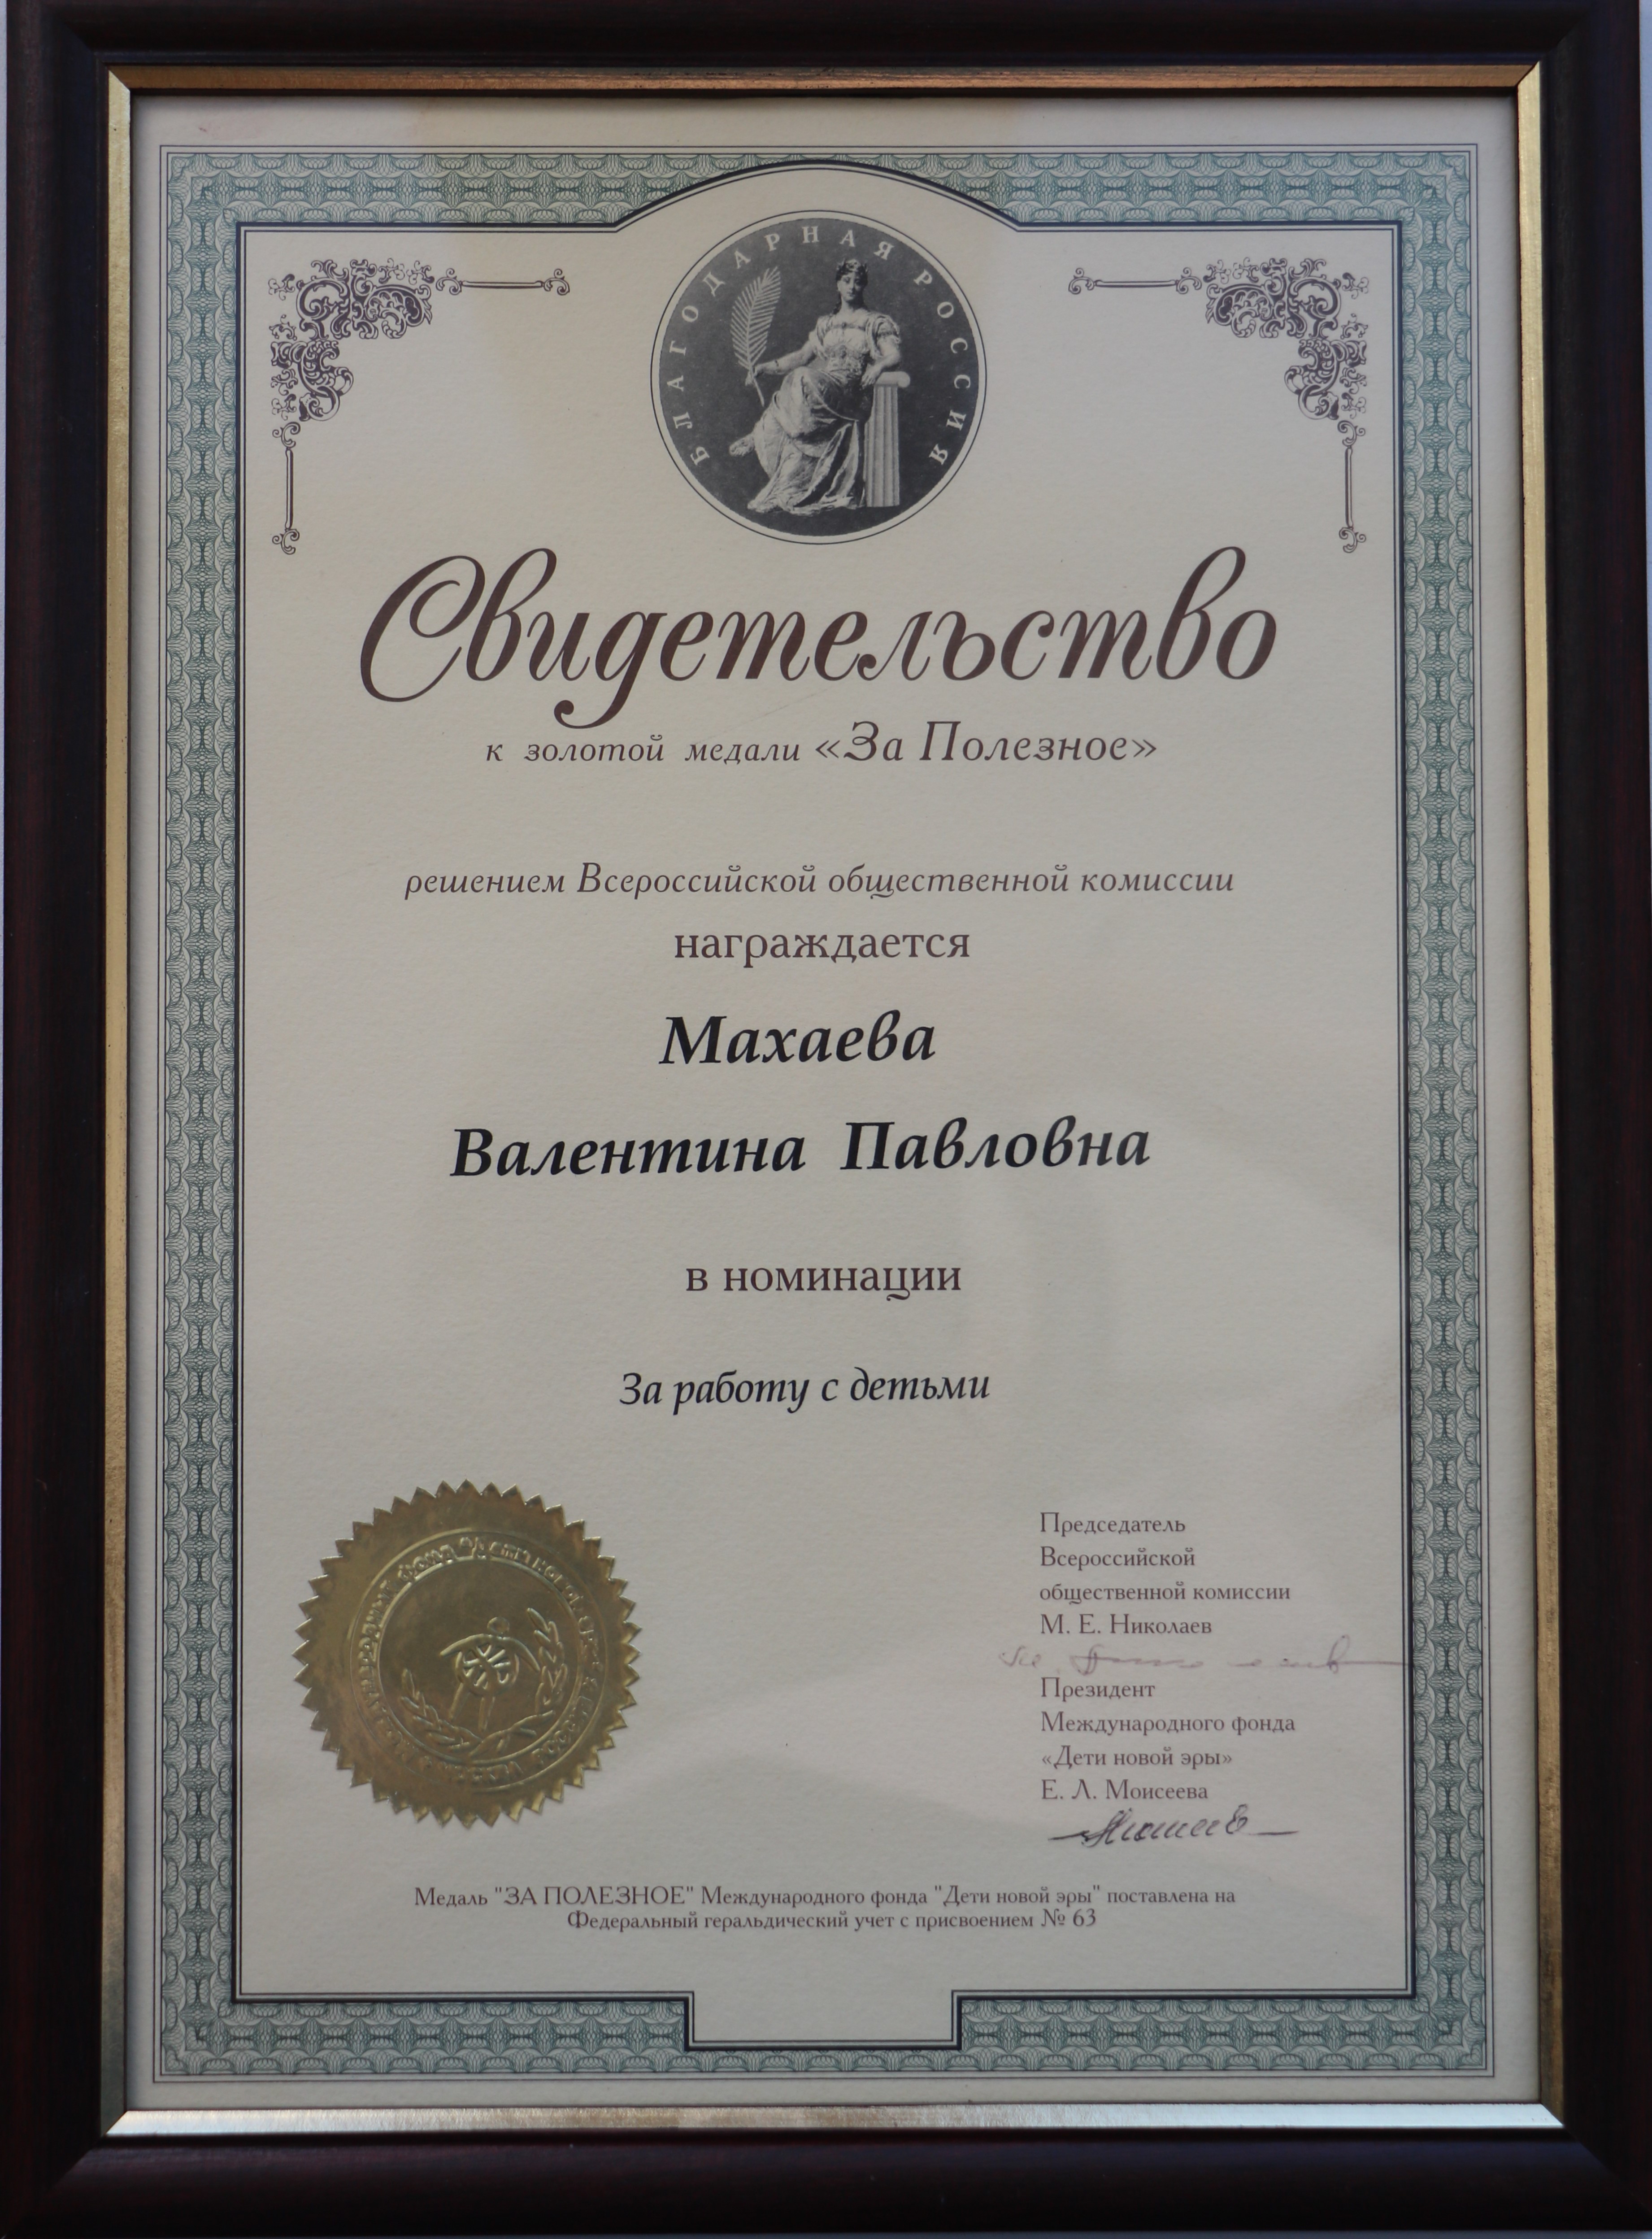 БЛАГОДАРНАЯ РОССИЯ
Свидетельство
к золотой медали «За Полезное»
решением Всероссийской общественной комиссии
награждается
Махаева
Валентина Павловна
в номинации
За работу с детьми
Председатель
Всероссийской
общественной комиссии
М. Е. Николаев
Президент
Международного фонда
«Дети новой эры»
Е. Л. Моисеева
Медаль "ЗА ПОЛЕЗНОЕ" Международного фонда "Дети новой эры" поставлена на
Федеральный геральдический учет с присвоением № 63